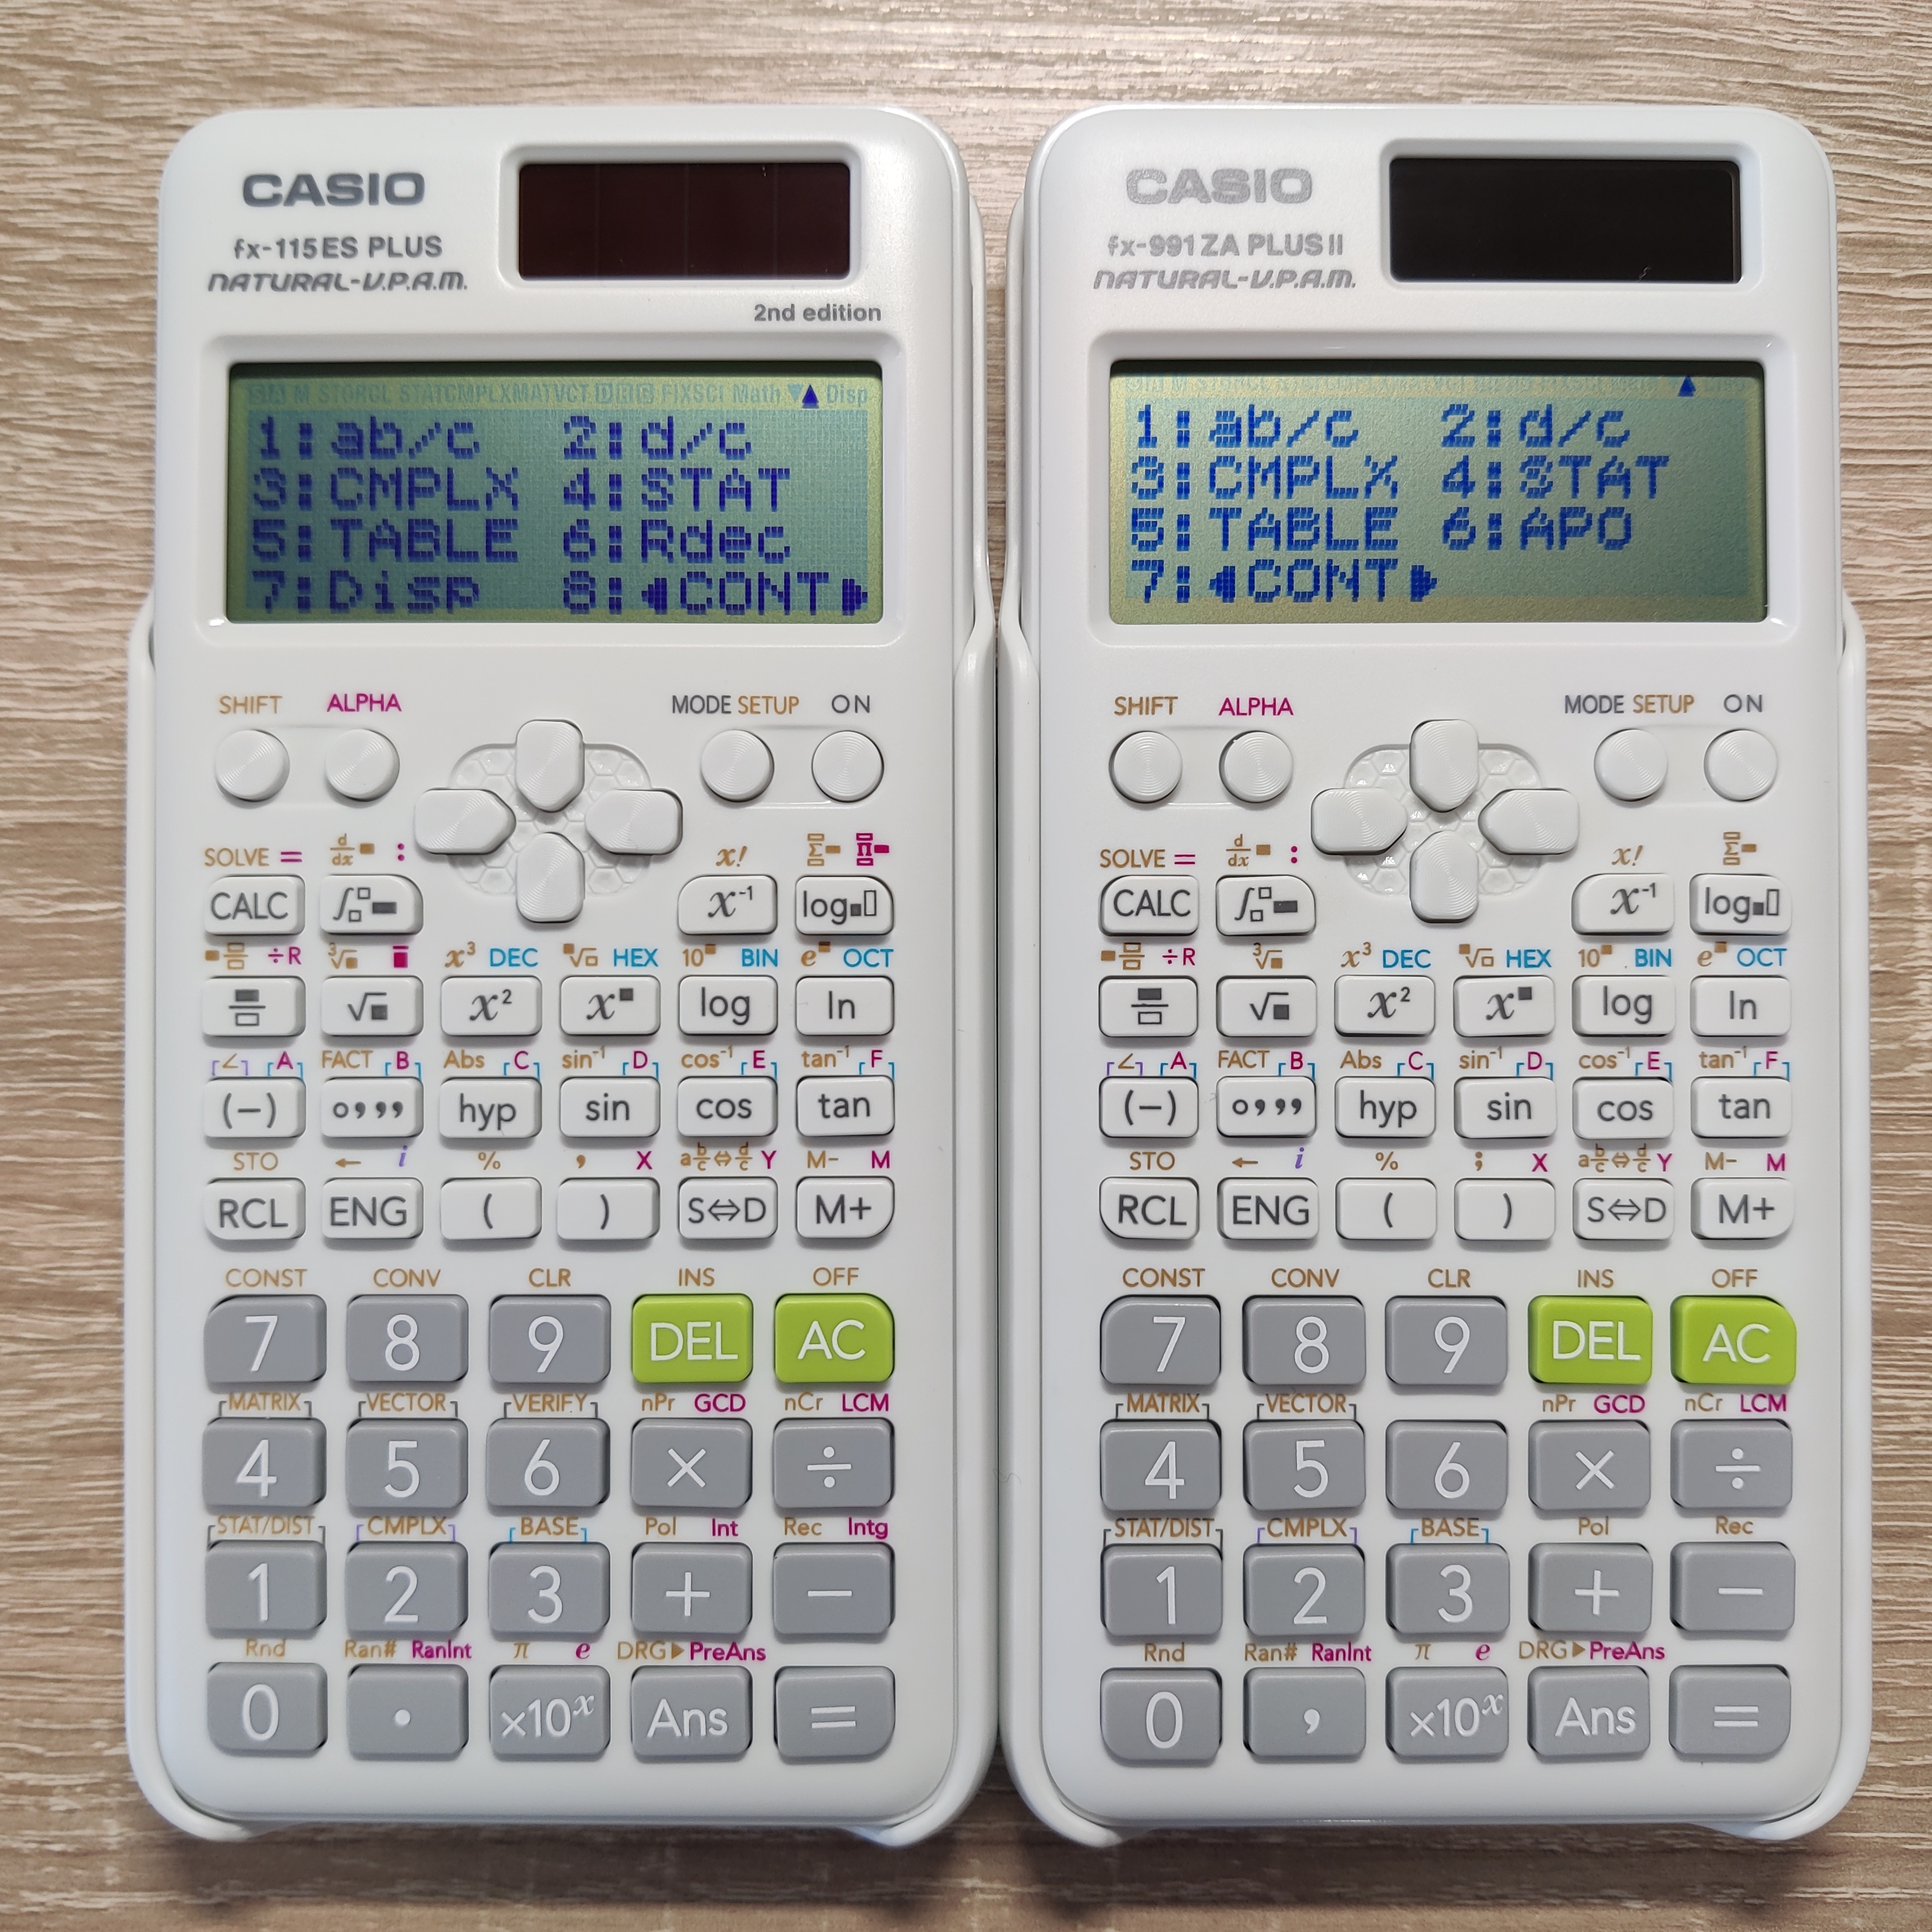 CASIO
fx-115ES PLUS
NATURAL-V.P.A.M.
2nd edition
Math ▼▲ Disp
1:ab/c 2:d/c
3:CMPLX 4:STAT
5:TABLE 6:Rdec
7:Disp 8:◀CONT▶
SHIFT ALPHA MODE SETUP ON
SOLVE = d/dx : x! Σ Π
CALC ∫ x⁻¹ log
÷R ³√ x³ DEC √ HEX 10 BIN e OCT
√ x² x log ln
∠ A FACT B Abs C sin⁻¹ D cos⁻¹ E tan⁻¹ F
(−) ° , ,, hyp sin cos tan
STO ← i % , X a b/c⇔d/c Y M- M
RCL ENG ( ) S⇔D M+
CONST CONV CLR INS OFF
7 8 9 DEL AC
MATRIX VECTOR VERIFY nPr GCD nCr LCM
4 5 6 × ÷
STAT/DIST CMPLX BASE Pol Int Rec Intg
1 2 3 + −
Rnd Ran# RanInt π e DRG▶ PreAns
0 . ×10ˣ Ans =
CASIO
fx-991ZA PLUS II
NATURAL-V.P.A.M.
1:ab/c 2:d/c
3:CMPLX 4:STAT
5:TABLE 6:APO
7:◀CONT▶
SHIFT ALPHA MODE SETUP ON
SOLVE = d/dx : x! Σ
CALC ∫ x⁻¹ log
÷R ³√ x³ DEC √ HEX 10 BIN e OCT
√ x² x log ln
∠ A FACT B Abs C sin⁻¹ D cos⁻¹ E tan⁻¹ F
(−) ° , ,, hyp sin cos tan
STO ← i % ; X a b/c⇔d/c Y M- M
RCL ENG ( ) S⇔D M+
CONST CONV CLR INS OFF
7 8 9 DEL AC
MATRIX VECTOR nPr GCD nCr LCM
4 5 6 × ÷
STAT/DIST CMPLX BASE Pol Rec
1 2 3 + −
Rnd Ran# RanInt π e DRG▶ PreAns
0 , ×10ˣ Ans =